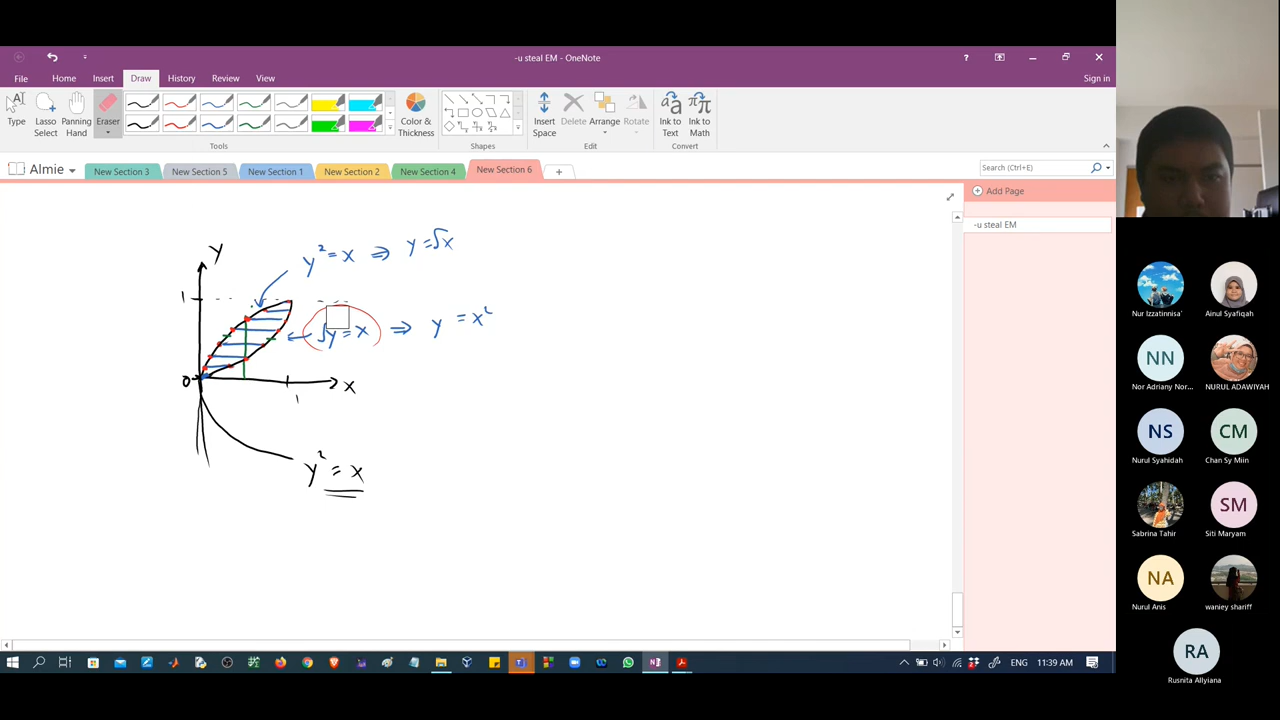 -u steal EM - OneNote
File Home Insert Draw History Review View
Sign in
Type
Lasso Select
Panning Hand
Eraser
Color & Thickness
Insert Space
Delete
Arrange
Rotate
Ink to Text
Ink to Math
Tools
Shapes
Edit
Convert
Almie
New Section 3
New Section 5
New Section 1
New Section 2
New Section 4
New Section 6
Search (Ctrl+E)
Add Page
-u steal EM
y
y² = x ⇒ y = √x
1
√y = x ⇒ y = x²
0
x
1
y² = x
Nur Izzatinnisa'
Ainul Syafiqah
NN
Nor Adriany Nor...
NURUL ADAWIYAH
NS
Nurul Syahidah
CM
Chan Sy Miin
Sabrina Tahir
SM
Siti Maryam
NA
Nurul Anis
waniey shariff
RA
Rusnita Allyiana
ENG
11:39 AM